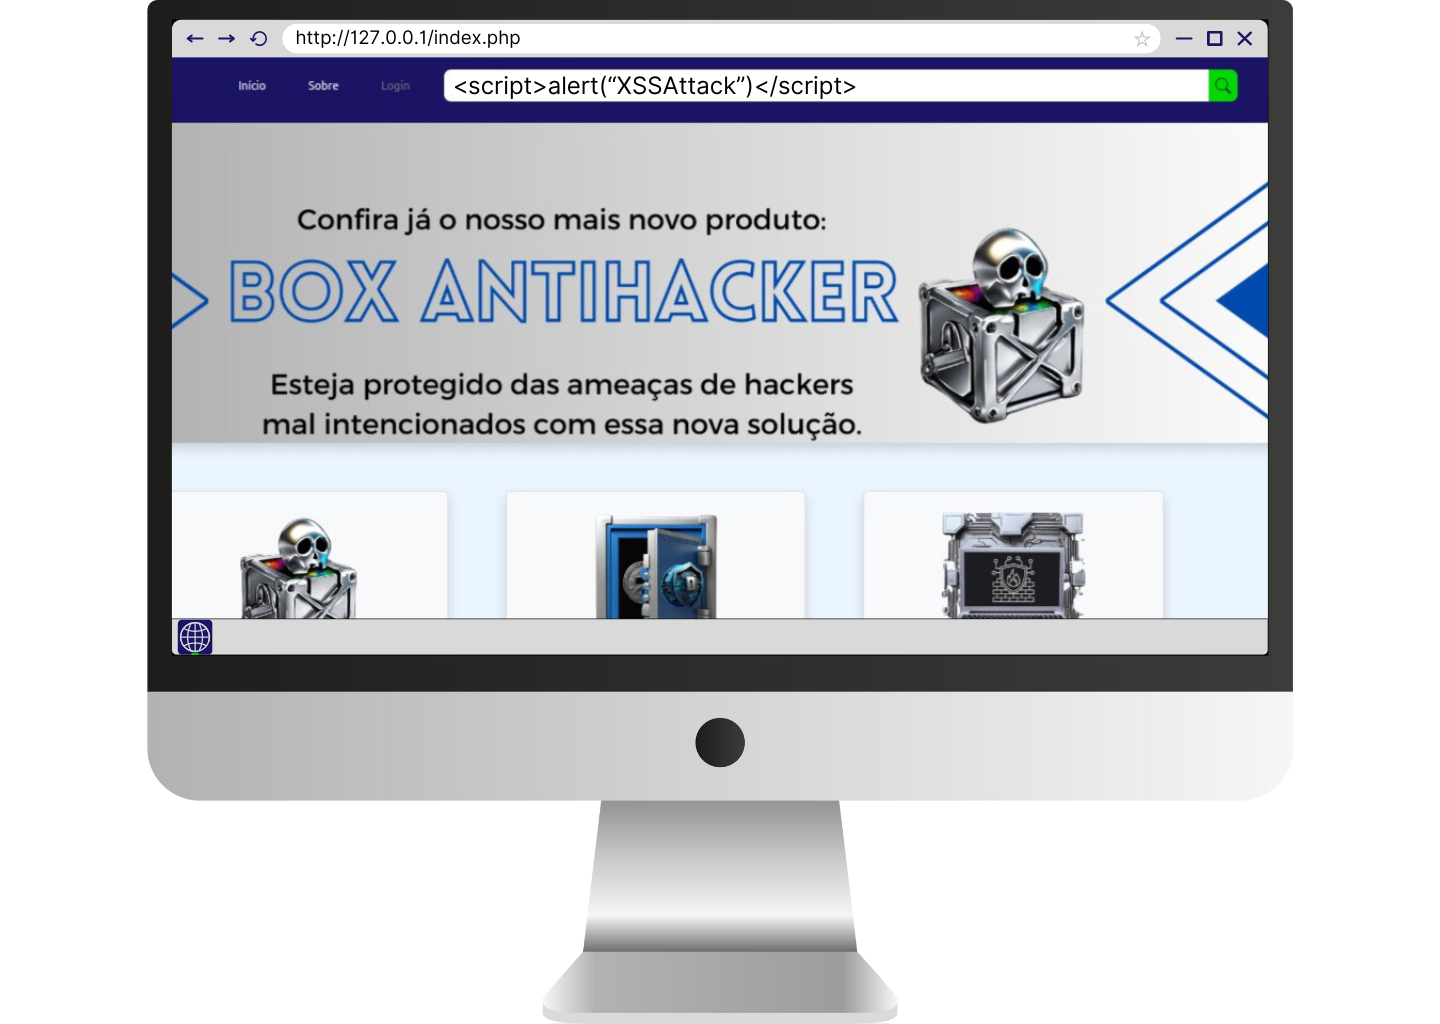 http://127.0.0.1/index.php
Início Sobre Login <script>alert(“XSSAttack”)</script>
Confira já o nosso mais novo produto:
BOX ANTIHACKER
Esteja protegido das ameaças de hackers
mal intencionados com essa nova solução.